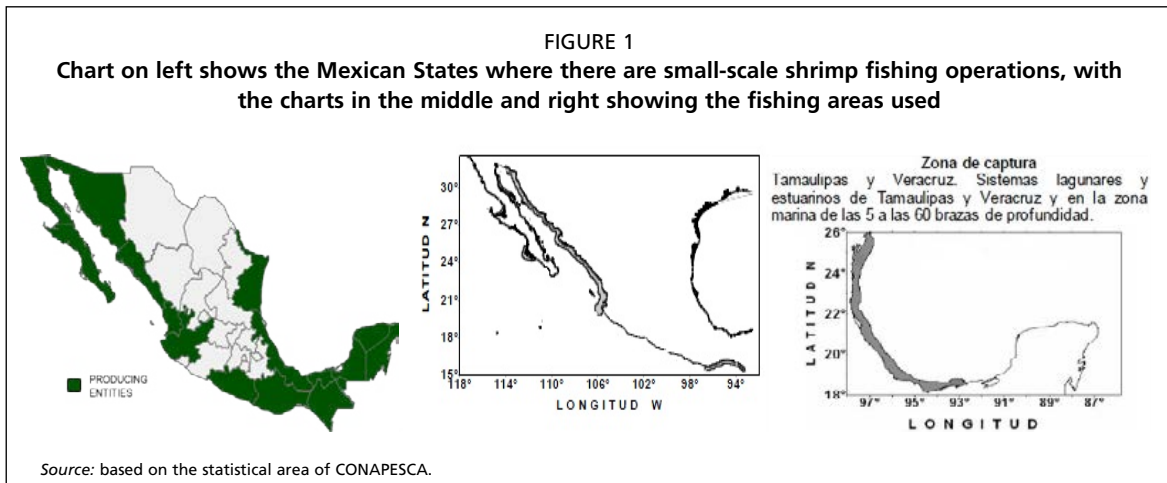 FIGURE 1
Chart on left shows the Mexican States where there are small-scale shrimp fishing operations, with
the charts in the middle and right showing the fishing areas used
PRODUCING
ENTITIES
LATITUD N
30°
27°
24°
21°
18°
15°
118° 114° 110° 106° 102° 98° 94°
LONGITUD W
Zona de captura
Tamaulipas y Veracruz. Sistemas lagunares y
estuarinos de Tamaulipas y Veracruz y en la zona
marina de las 5 a las 60 brazas de profundidad.
LATITUD N
26°
24°
22°
20°
18°
97° 95° 93° 91° 89° 87°
LONGITUD
Source: based on the statistical area of CONAPESCA.